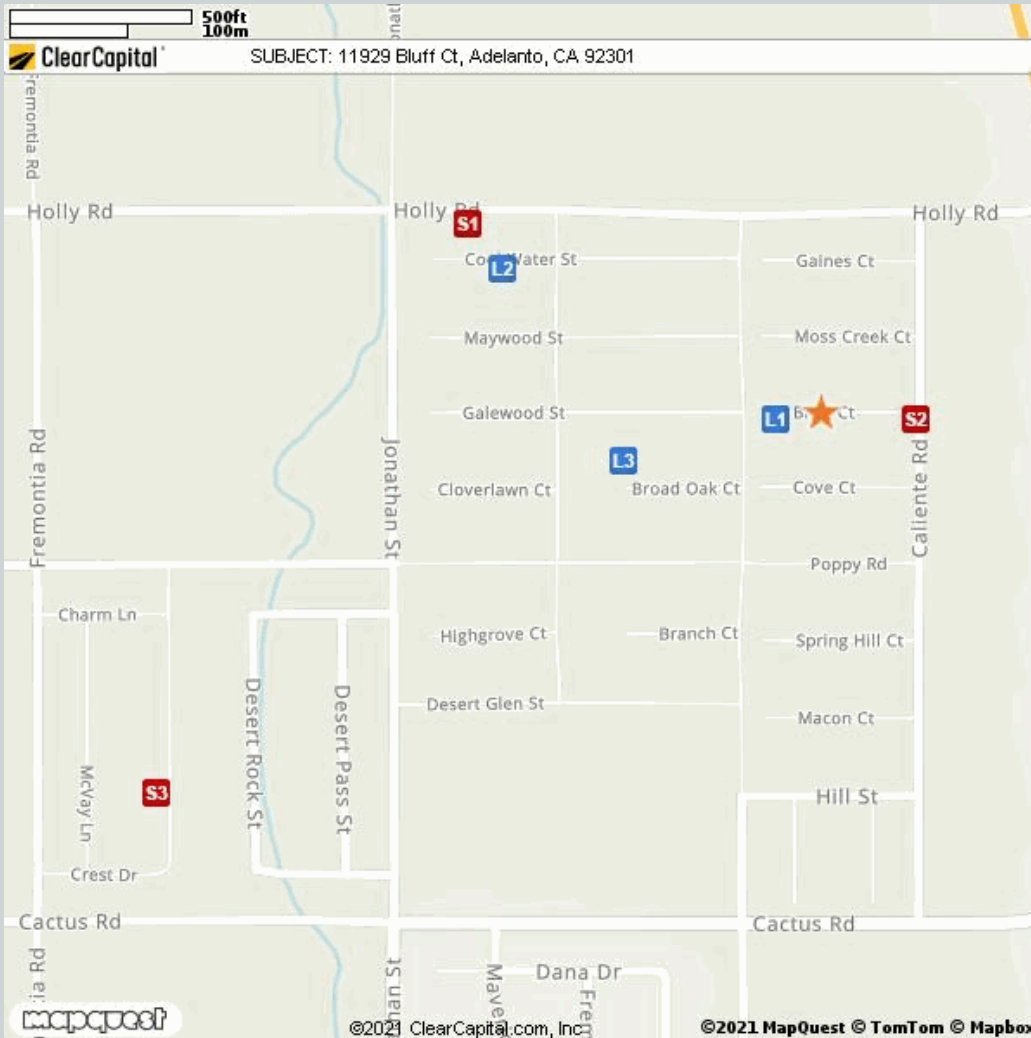 500ft
100m
ClearCapital SUBJECT: 11929 Bluff Ct, Adelanto, CA 92301
Fremontia Rd
Holly Rd
Holly Rd
Holly Rd
S1
Cool Water St
L2
Gaines Ct
Maywood St
Moss Creek Ct
Galewood St
L1
Ct
S2
Fremontia Rd
Jonathan St
L3
Caliente Rd
Cloverlawn Ct
Broad Oak Ct
Cove Ct
Poppy Rd
Charm Ln
Highgrove Ct
Branch Ct
Spring Hill Ct
Desert Rock St
Desert Pass St
Desert Glen St
Macon Ct
McVay Ln
S3
Hill St
Crest Dr
Cactus Rd
Cactus Rd
Dana Dr
mapquest
©2021 ClearCapital.com, Inc
©2021 MapQuest © TomTom © Mapbox